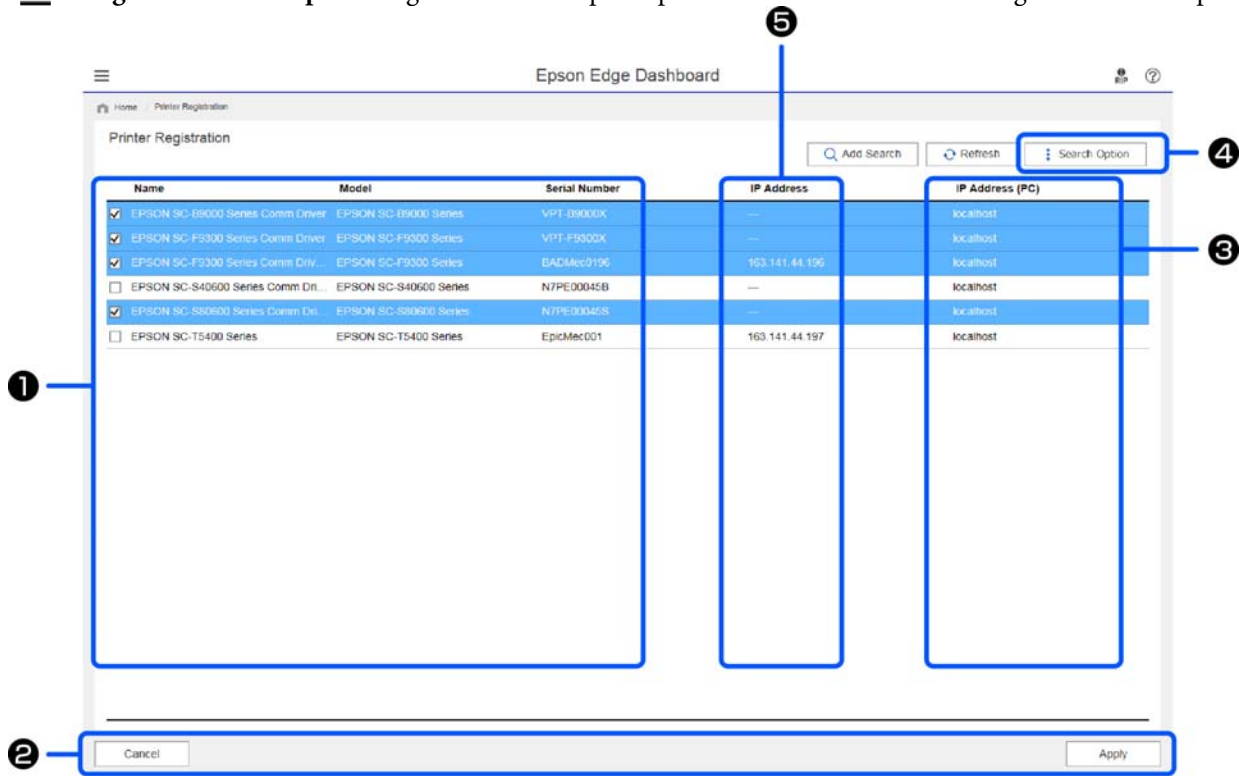 ❺
Epson Edge Dashboard
Home / Printer Registration
Printer Registration
Add Search Refresh Search Option ❹
Name Model Serial Number IP Address IP Address (PC)
EPSON SC-B9000 Series Comm Driver EPSON SC-B9000 Series VPT-B9000X --- localhost
EPSON SC-F9300 Series Comm Driver EPSON SC-F9300 Series VPT-F9300X --- localhost
❸
EPSON SC-F9300 Series Comm Driv... EPSON SC-F9300 Series BADMec0196 163.141.44.196 localhost
EPSON SC-S40600 Series Comm Dri... EPSON SC-S40600 Series N7PE00045B --- localhost
EPSON SC-S80600 Series Comm Dri... EPSON SC-S80600 Series N7PE00045S --- localhost
EPSON SC-T5400 Series EPSON SC-T5400 Series EpicMec001 163.141.44.197 localhost
❶
❷ Cancel Apply